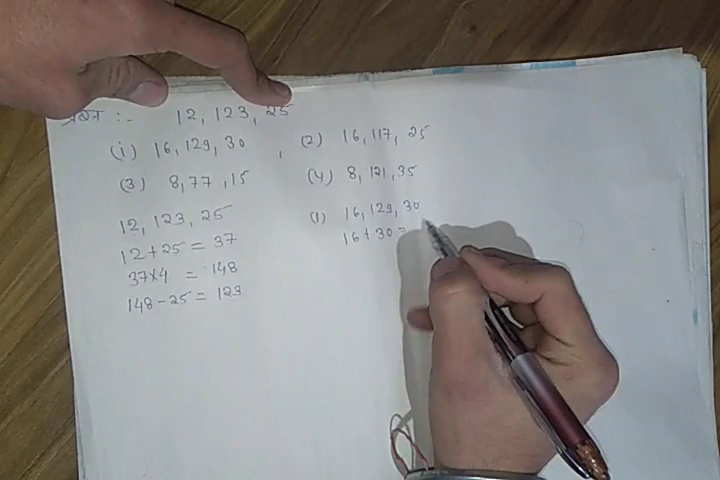 प्रश्न :- 12, 123, 25
(1) 16, 129, 30 , (2) 16, 117, 25
(3) 8, 77, 15 (4) 8, 121, 35
12, 123, 25
12+25 = 37
37×4 = 148
148-25 = 123
(1) 16, 129, 30
16+30=